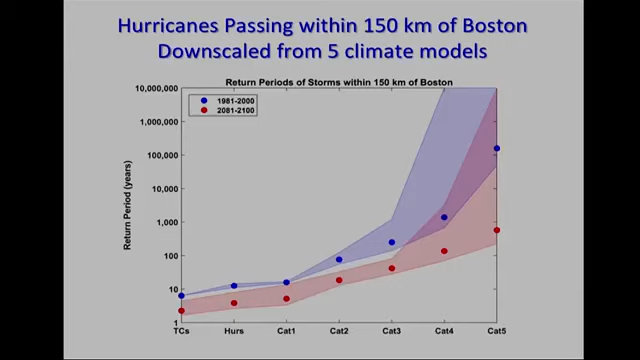 Hurricanes Passing within 150 km of Boston
Downscaled from 5 climate models
Return Periods of Storms within 150 km of Boston
10,000,000
1,000,000
100,000
10,000
1,000
100
10
1
Return Period (years)
1981-2000
2081-2100
TCs Hurs Cat1 Cat2 Cat3 Cat4 Cat5